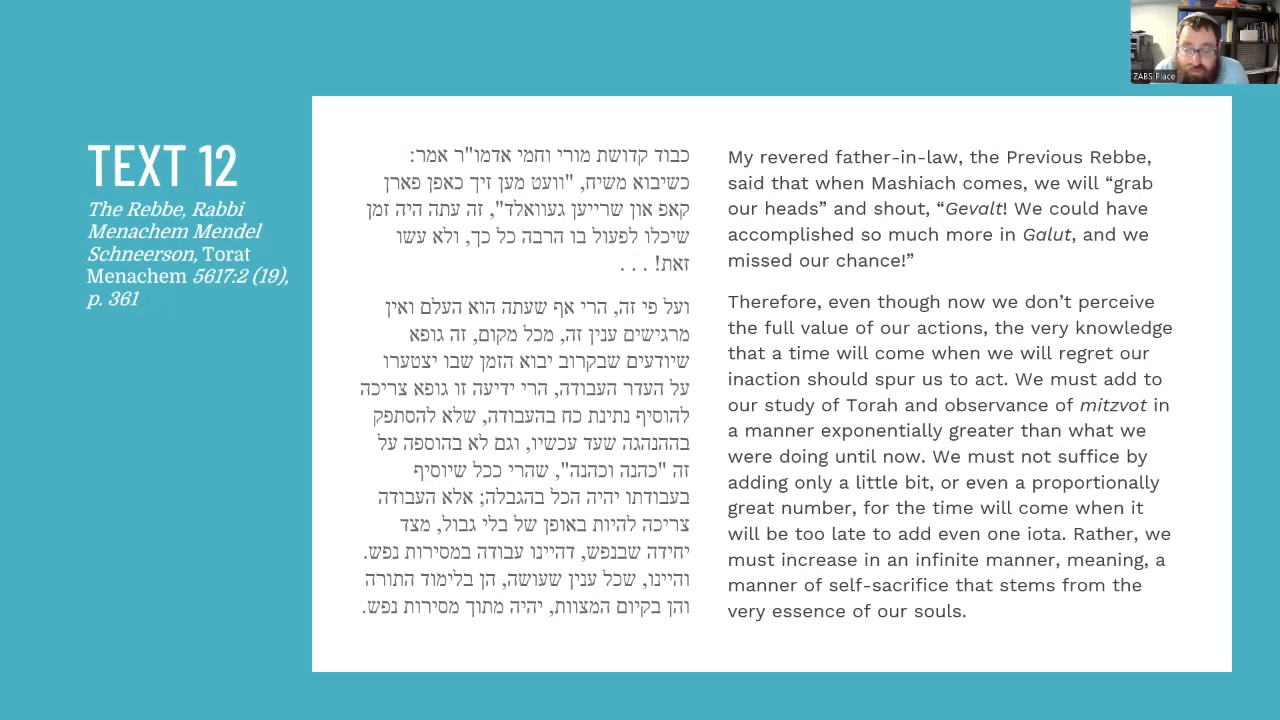 ZABS Place
TEXT 12
The Rebbe, Rabbi
Menachem Mendel
Schneerson, Torat
Menachem 5617:2 (19),
p. 361
כבוד קדושת מורי וחמי אדמו"ר אמר:
כשיבוא משיח, "וועט מען זיך כאפן פארן
קאפ און שרייען געוואלד", זה עתה היה זמן
שיכלו לפעול בו הרבה כל כך, ולא עשו
זאת! . . .
ועל פי זה, הרי אף שעתה הוא העלם ואין
מרגישים ענין זה, מכל מקום, זה גופא
שיודעים שבקרוב יבוא הזמן שבו יצטערו
על העדר העבודה, הרי ידיעה זו גופא צריכה
להוסיף נתינת כח בהעבודה, שלא להסתפק
בההנהגה שעד עכשיו, וגם לא בהוספה על
זה "כהנה וכהנה", שהרי ככל שיוסיף
בעבודתו יהיה הכל בהגבלה; אלא העבודה
צריכה להיות באופן של בלי גבול, מצד
יחידה שבנפש, דהיינו עבודה במסירות נפש.
והיינו, שכל ענין שעושה, הן בלימוד התורה
והן בקיום המצוות, יהיה מתוך מסירות נפש.
My revered father-in-law, the Previous Rebbe,
said that when Mashiach comes, we will “grab
our heads” and shout, “Gevalt! We could have
accomplished so much more in Galut, and we
missed our chance!”
Therefore, even though now we don’t perceive
the full value of our actions, the very knowledge
that a time will come when we will regret our
inaction should spur us to act. We must add to
our study of Torah and observance of mitzvot in
a manner exponentially greater than what we
were doing until now. We must not suffice by
adding only a little bit, or even a proportionally
great number, for the time will come when it
will be too late to add even one iota. Rather, we
must increase in an infinite manner, meaning, a
manner of self-sacrifice that stems from the
very essence of our souls.